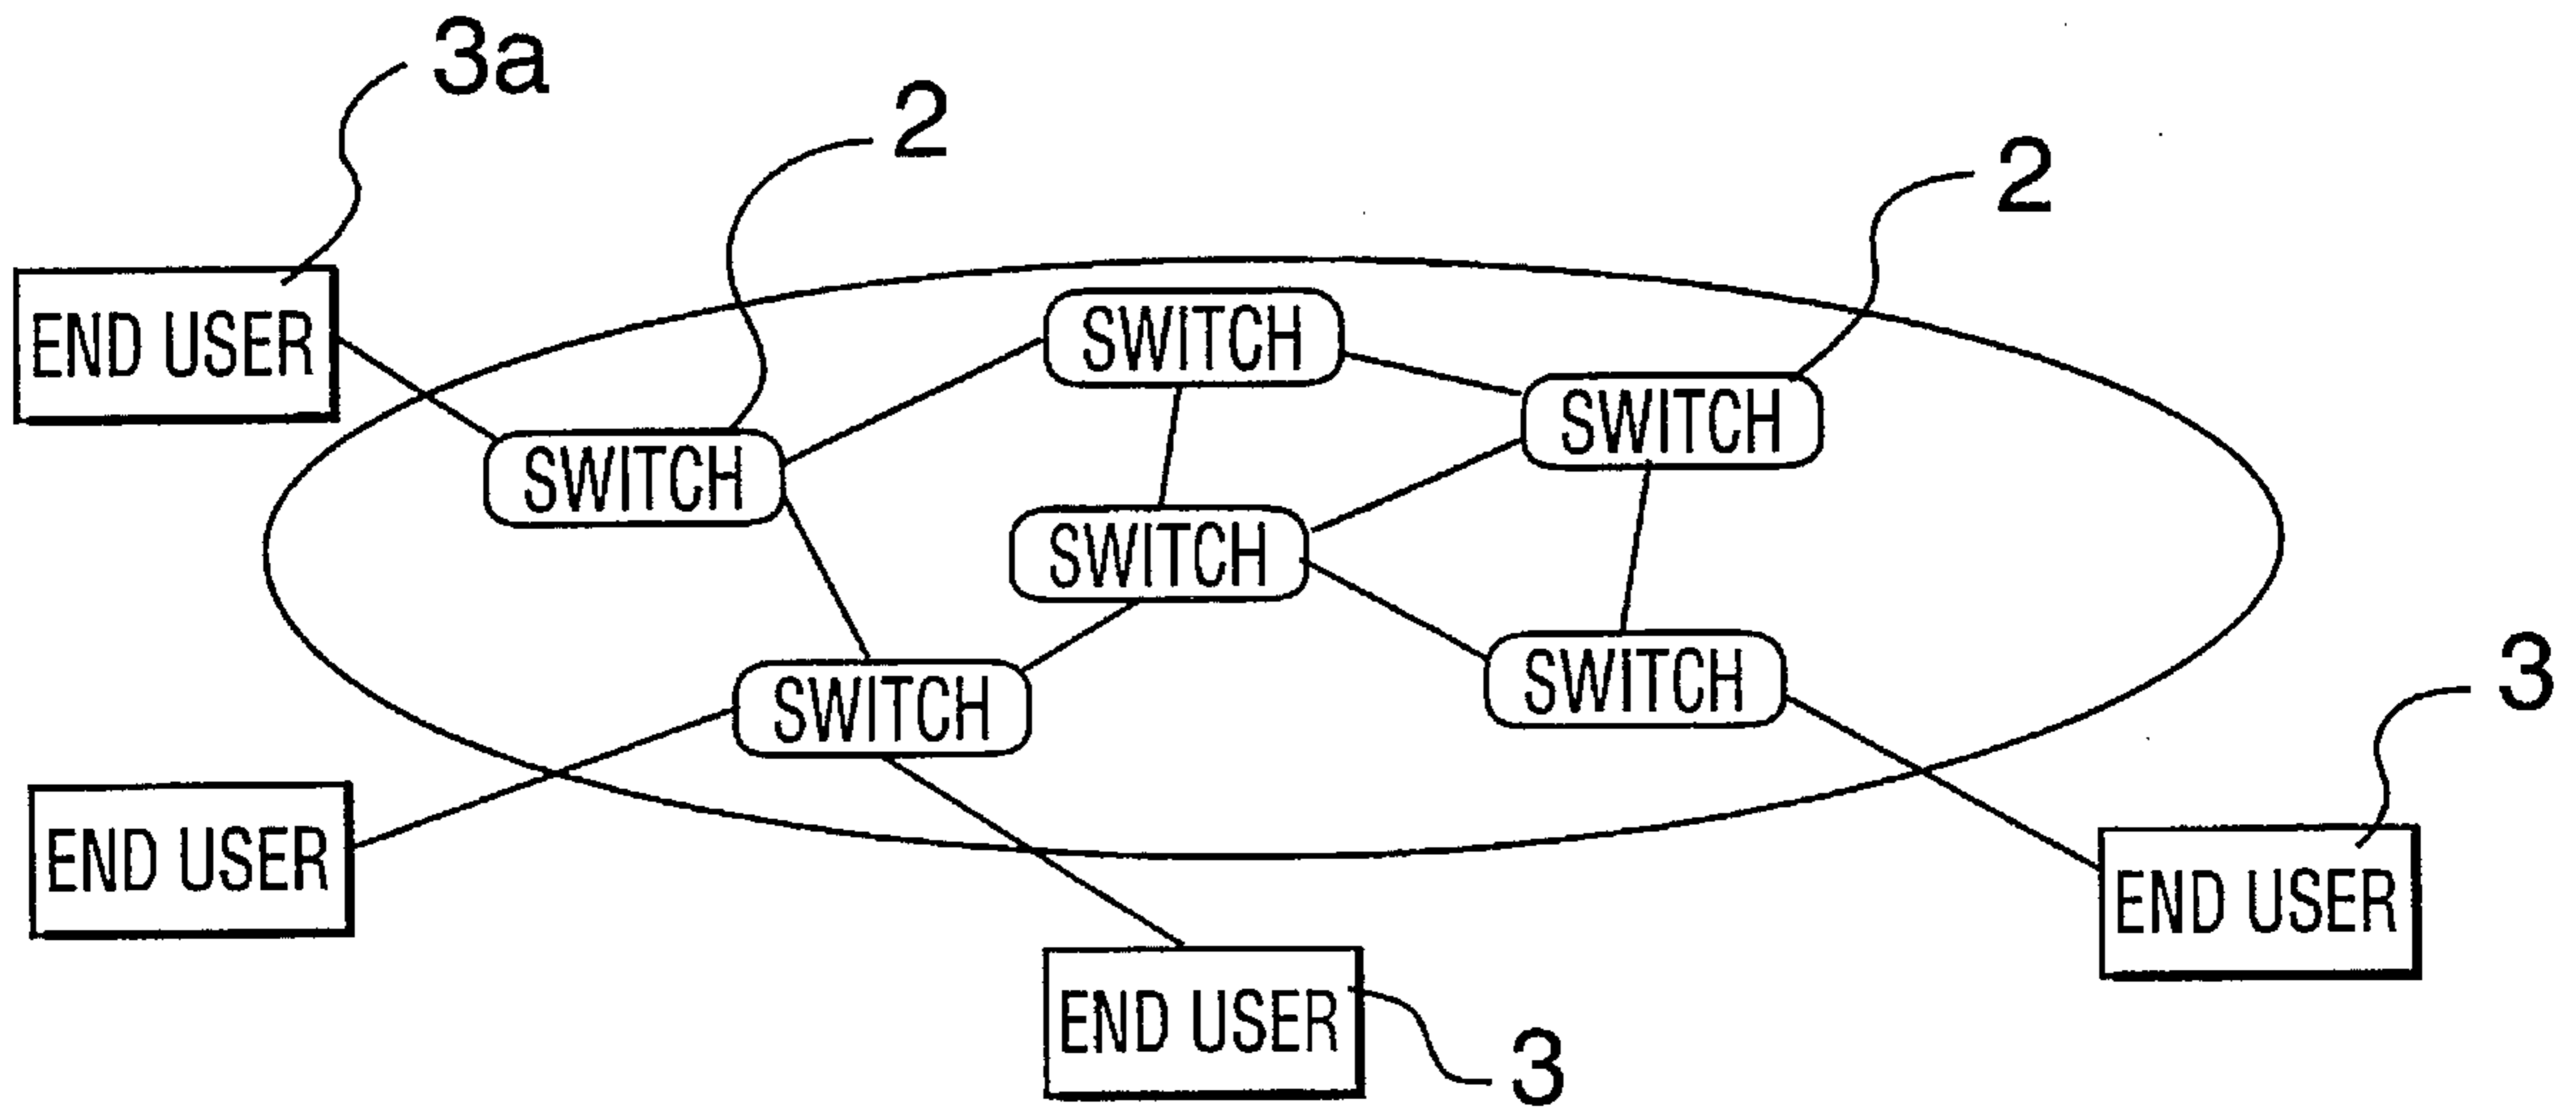 3a
2
2
END USER
SWITCH
SWITCH
SWITCH
SWITCH
SWITCH
SWITCH
3
END USER
END USER
END USER
3